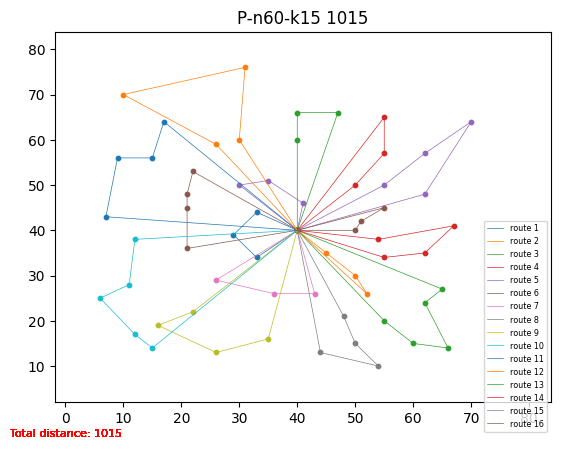 P-n60-k15 1015
80
70
60
50
40
30
20
10
0 10 20 30 40 50 60 70 80
route 1
route 2
route 3
route 4
route 5
route 6
route 7
route 8
route 9
route 10
route 11
route 12
route 13
route 14
route 15
route 16
Total distance: 1015